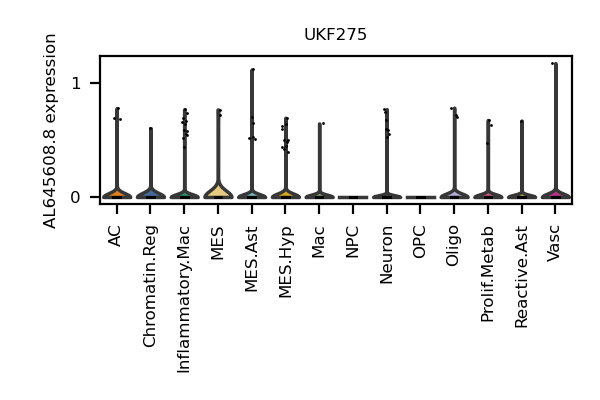 UKF275
AL645608.8 expression
1
0
AC
Chromatin.Reg
Inflammatory.Mac
MES
MES.Ast
MES.Hyp
Mac
NPC
Neuron
OPC
Oligo
Prolif.Metab
Reactive.Ast
Vasc